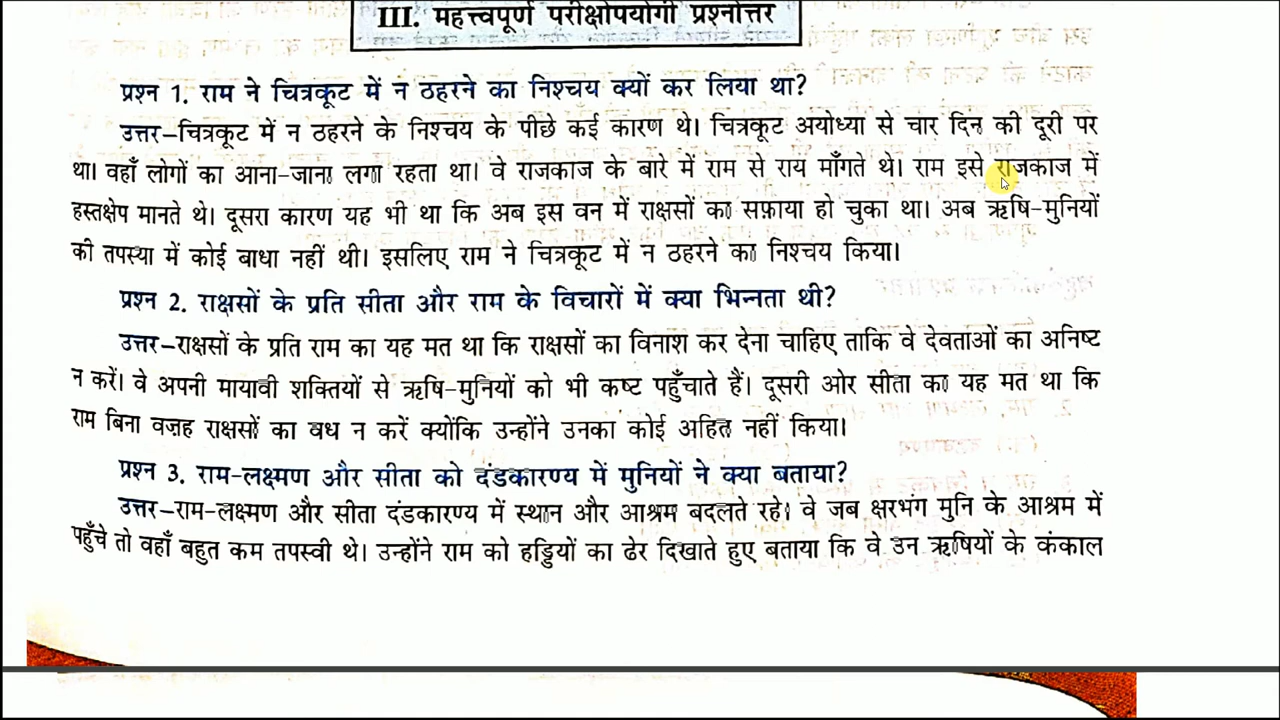 III. महत्त्वपूर्ण परीक्षोपयोगी प्रश्नोत्तर
प्रश्न 1. राम ने चित्रकूट में न ठहरने का निश्चय क्यों कर लिया था?
उत्तर–चित्रकूट में न ठहरने के निश्चय के पीछे कई कारण थे। चित्रकूट अयोध्या से चार दिन की दूरी पर
था। वहाँ लोगों का आना-जाना लगा रहता था। वे राजकाज के बारे में राम से राय माँगते थे। राम इसे राजकाज में
हस्तक्षेप मानते थे। दूसरा कारण यह भी था कि अब इस वन में राक्षसों का सफ़ाया हो चुका था। अब ऋषि-मुनियों
की तपस्या में कोई बाधा नहीं थी। इसलिए राम ने चित्रकूट में न ठहरने का निश्चय किया।
प्रश्न 2. राक्षसों के प्रति सीता और राम के विचारों में क्या भिन्नता थी?
उत्तर–राक्षसों के प्रति राम का यह मत था कि राक्षसों का विनाश कर देना चाहिए ताकि वे देवताओं का अनिष्ट
न करें। वे अपनी मायावी शक्तियों से ऋषि-मुनियों को भी कष्ट पहुँचाते हैं। दूसरी ओर सीता का यह मत था कि
राम बिना वजह राक्षसों का वध न करें क्योंकि उन्होंने उनका कोई अहित नहीं किया।
प्रश्न 3. राम-लक्ष्मण और सीता को दंडकारण्य में मुनियों ने क्या बताया?
उत्तर–राम-लक्ष्मण और सीता दंडकारण्य में स्थान और आश्रम बदलते रहे। वे जब क्षरभंग मुनि के आश्रम में
पहुँचे तो वहाँ बहुत कम तपस्वी थे। उन्होंने राम को हड्डियों का ढेर दिखाते हुए बताया कि वे उन ऋषियों के कंकाल